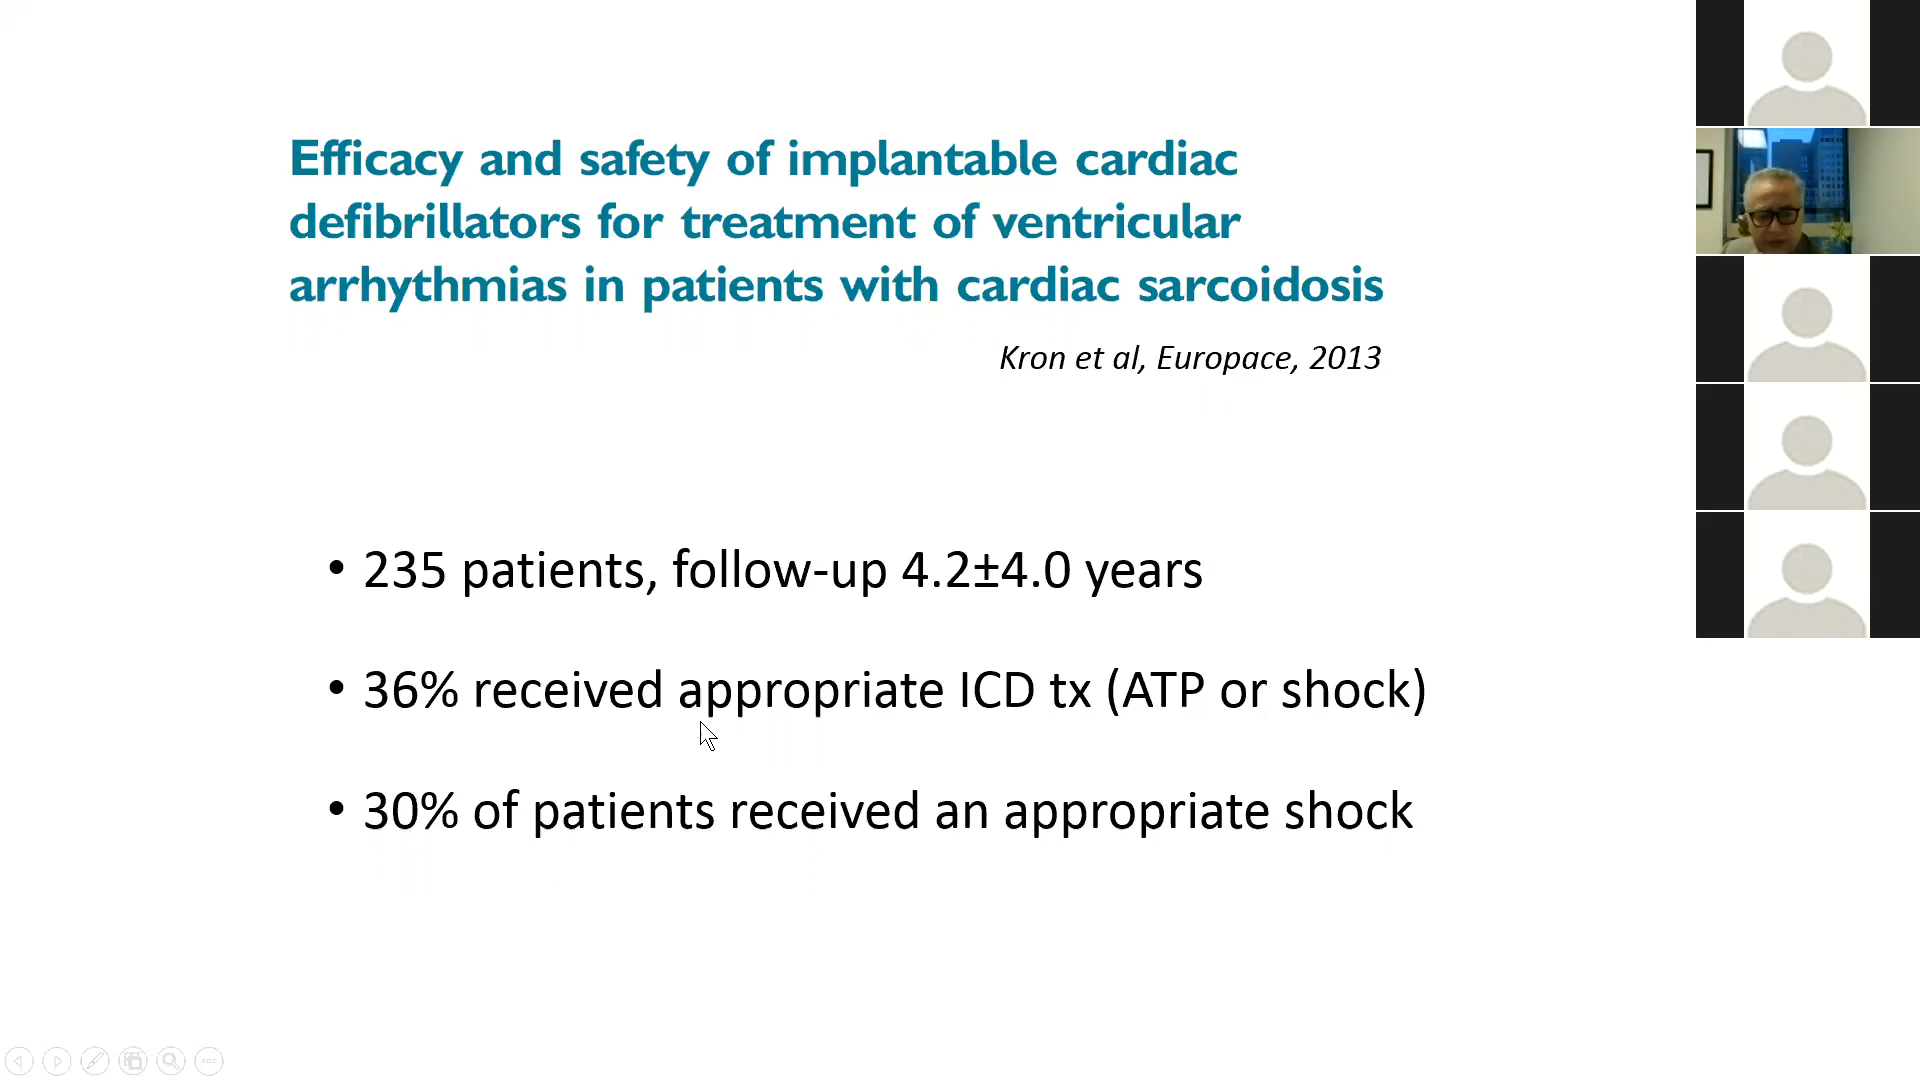 Efficacy and safety of implantable cardiac
defibrillators for treatment of ventricular
arrhythmias in patients with cardiac sarcoidosis
Kron et al, Europace, 2013
• 235 patients, follow-up 4.2±4.0 years
• 36% received appropriate ICD tx (ATP or shock)
• 30% of patients received an appropriate shock